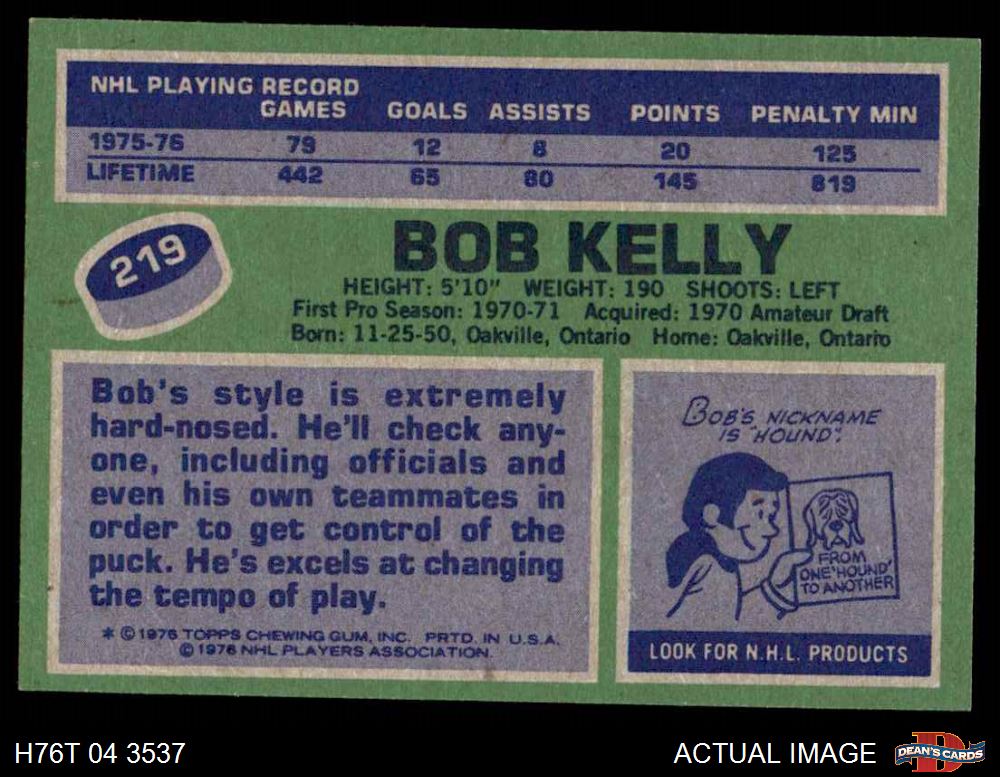 NHL PLAYING RECORD
GAMES GOALS ASSISTS POINTS PENALTY MIN
1975-76 79 12 8 20 125
LIFETIME 442 65 80 145 819
219
BOB KELLY
HEIGHT: 5'10" WEIGHT: 190 SHOOTS: LEFT
First Pro Season: 1970-71 Acquired: 1970 Amateur Draft
Born: 11-25-50, Oakville, Ontario Home: Oakville, Ontario
Bob's style is extremely
hard-nosed. He'll check any-
one, including officials and
even his own teammates in
order to get control of the
puck. He's excels at changing
the tempo of play.
* © 1976 TOPPS CHEWING GUM, INC. PRTD. IN U.S.A.
© 1976 NHL PLAYERS ASSOCIATION.
BOB'S NICKNAME
IS "HOUND".
FROM
ONE 'HOUND'
TO ANOTHER
LOOK FOR N.H.L. PRODUCTS
H76T 04 3537
ACTUAL IMAGE
D
DEAN'S CARDS